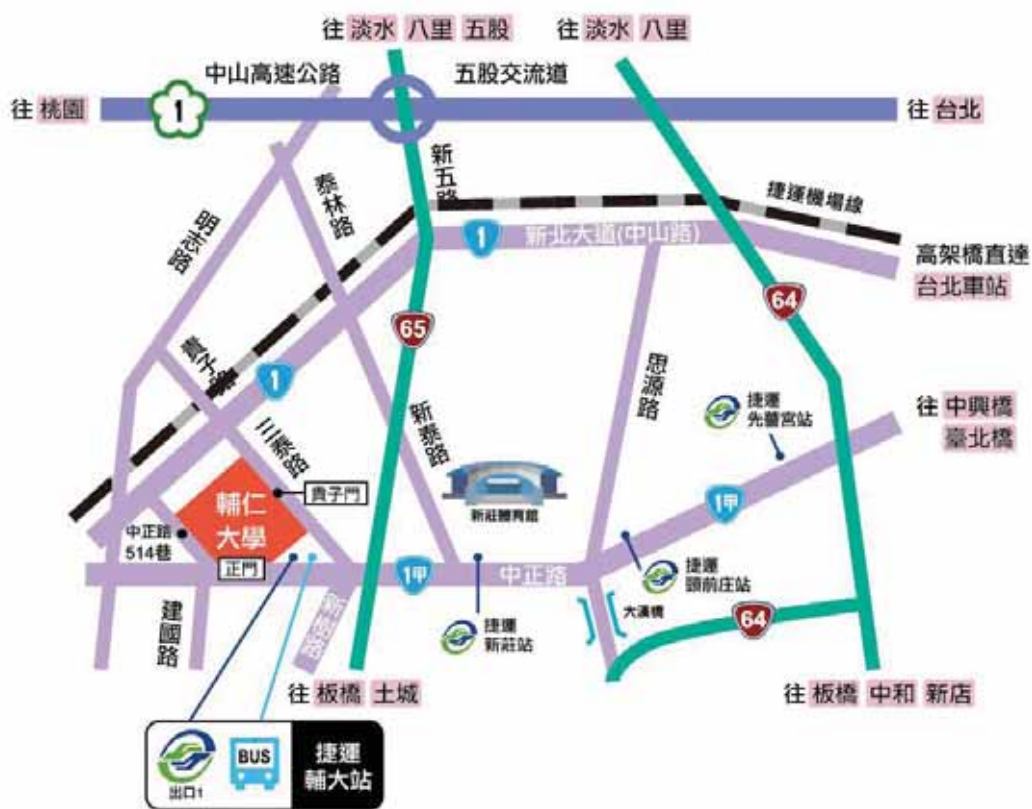 往 淡水 八里 五股
往 淡水 八里
中山高速公路
五股交流道
往 桃園
1
往 台北
新五路
泰林路
捷運機場線
明志路
1
新北大道(中山路)
高架橋直達
台北車站
64
65
貴子路
1
思源路
新泰路
捷運
先嗇宮站
往 中興橋
臺北橋
三泰路
輔仁
大學
貴子門
新莊體育館
1甲
中正路
514巷
正門
1甲
中正路
捷運
頭前庄站
建國路
新樹路
捷運
新莊站
大漢橋
64
往 板橋 土城
往 板橋 中和 新店
出口1
BUS
捷運
輔大站